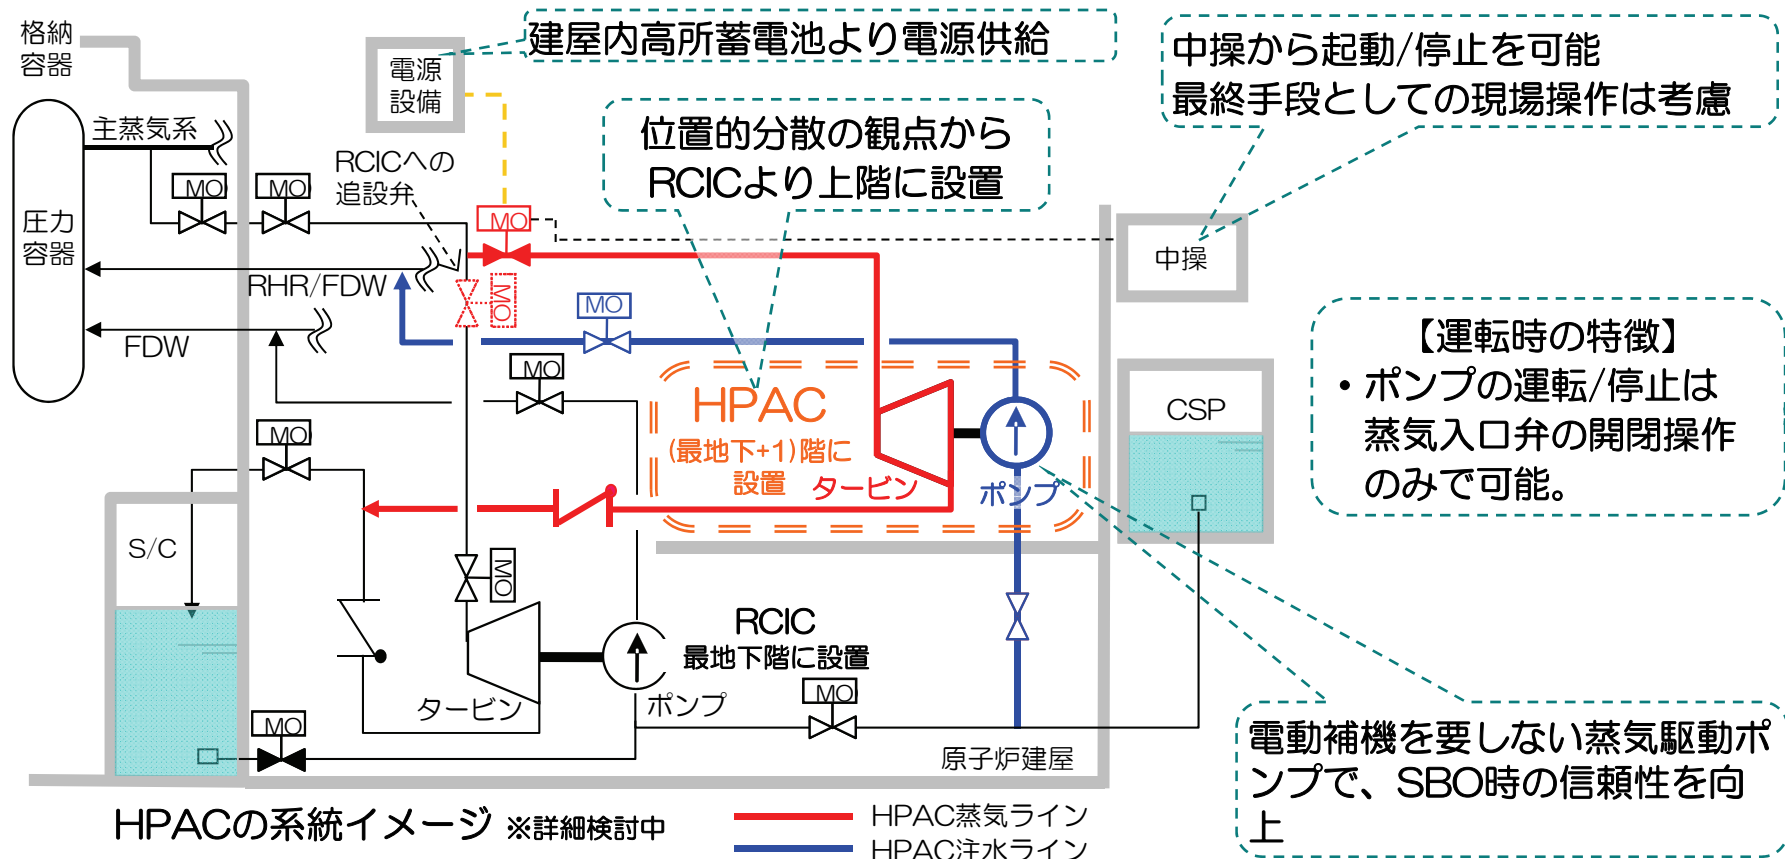 格納
容器
電源
設備
建屋内高所蓄電池より電源供給
中操から起動/停止を可能
最終手段としての現場操作は考慮
主蒸気系
RCICへの
追設弁
位置的分散の観点から
RCICより上階に設置
MO
MO
MO
圧力
容器
中操
RHR/FDW
MO
MO
FDW
MO
【運転時の特徴】
・ポンプの運転/停止は
蒸気入口弁の開閉操作
のみで可能。
HPAC
(最地下+1)階に
設置
タービン
ポンプ
CSP
MO
S/C
MO
RCIC
最地下階に設置
タービン
ポンプ
MO
MO
原子炉建屋
電動補機を要しない蒸気駆動ポ
ンプで、SBO時の信頼性を向
上
HPACの系統イメージ ※詳細検討中
HPAC蒸気ライン
HPAC注水ライン